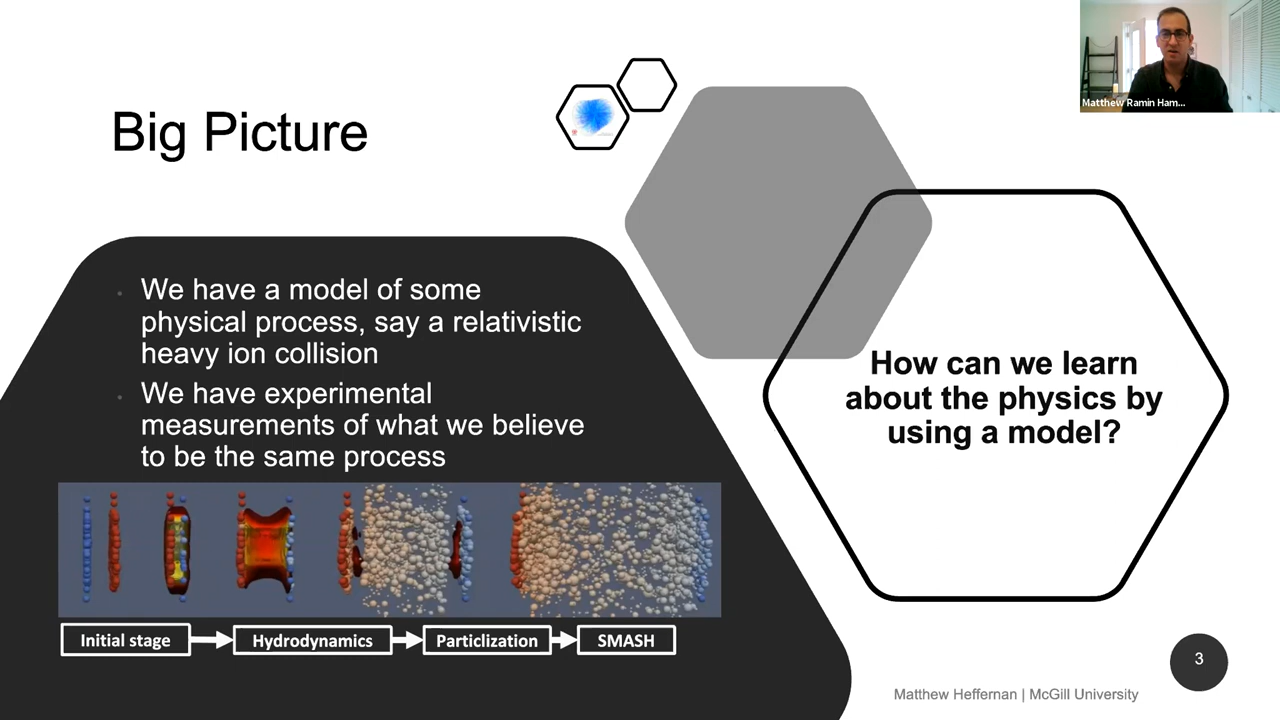 Big Picture
Matthew Ramin Ham...
We have a model of some
physical process, say a relativistic
heavy ion collision
We have experimental
measurements of what we believe
to be the same process
How can we learn
about the physics by
using a model?
Initial stage
Hydrodynamics
Particlization
SMASH
3
Matthew Heffernan | McGill University